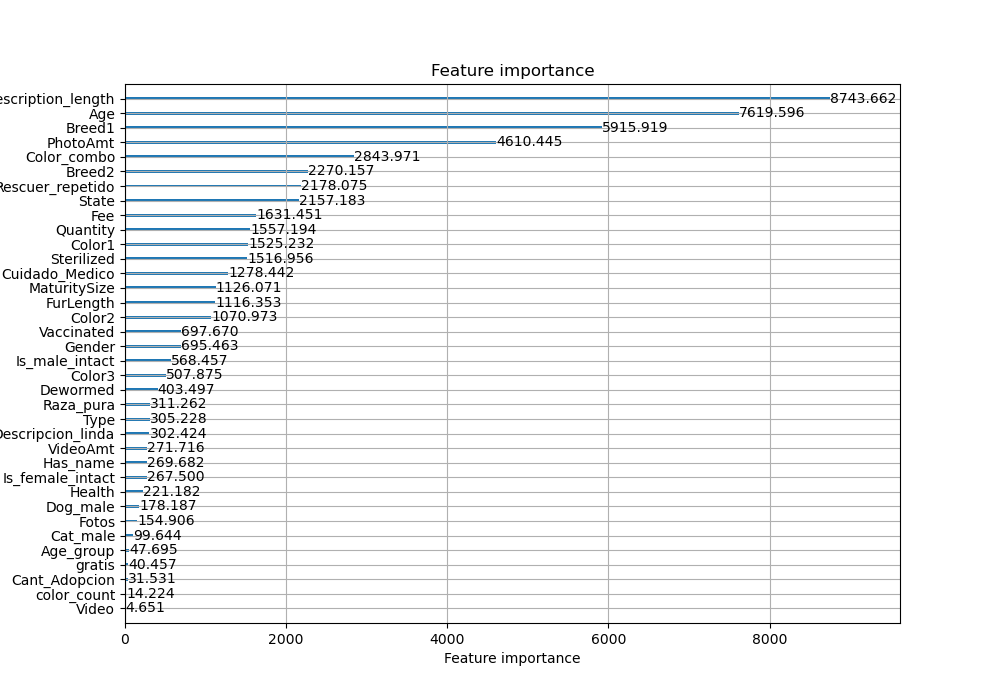 Feature importance
escription_length 8743.662
Age 7619.596
Breed1 5915.919
PhotoAmt 4610.445
Color_combo 2843.971
Breed2 2270.157
Rescuer_repetido 2178.075
State 2157.183
Fee 1631.451
Quantity 1557.194
Color1 1525.232
Sterilized 1516.956
Cuidado_Medico 1278.442
MaturitySize 1126.071
FurLength 1116.353
Color2 1070.973
Vaccinated 697.670
Gender 695.463
Is_male_intact 568.457
Color3 507.875
Dewormed 403.497
Raza_pura 311.262
Type 305.228
Descripcion_linda 302.424
VideoAmt 271.716
Has_name 269.682
Is_female_intact 267.500
Health 221.182
Dog_male 178.187
Fotos 154.906
Cat_male 99.644
Age_group 47.695
gratis 40.457
Cant_Adopcion 31.531
color_count 14.224
Video 4.651
0 2000 4000 6000 8000
Feature importance